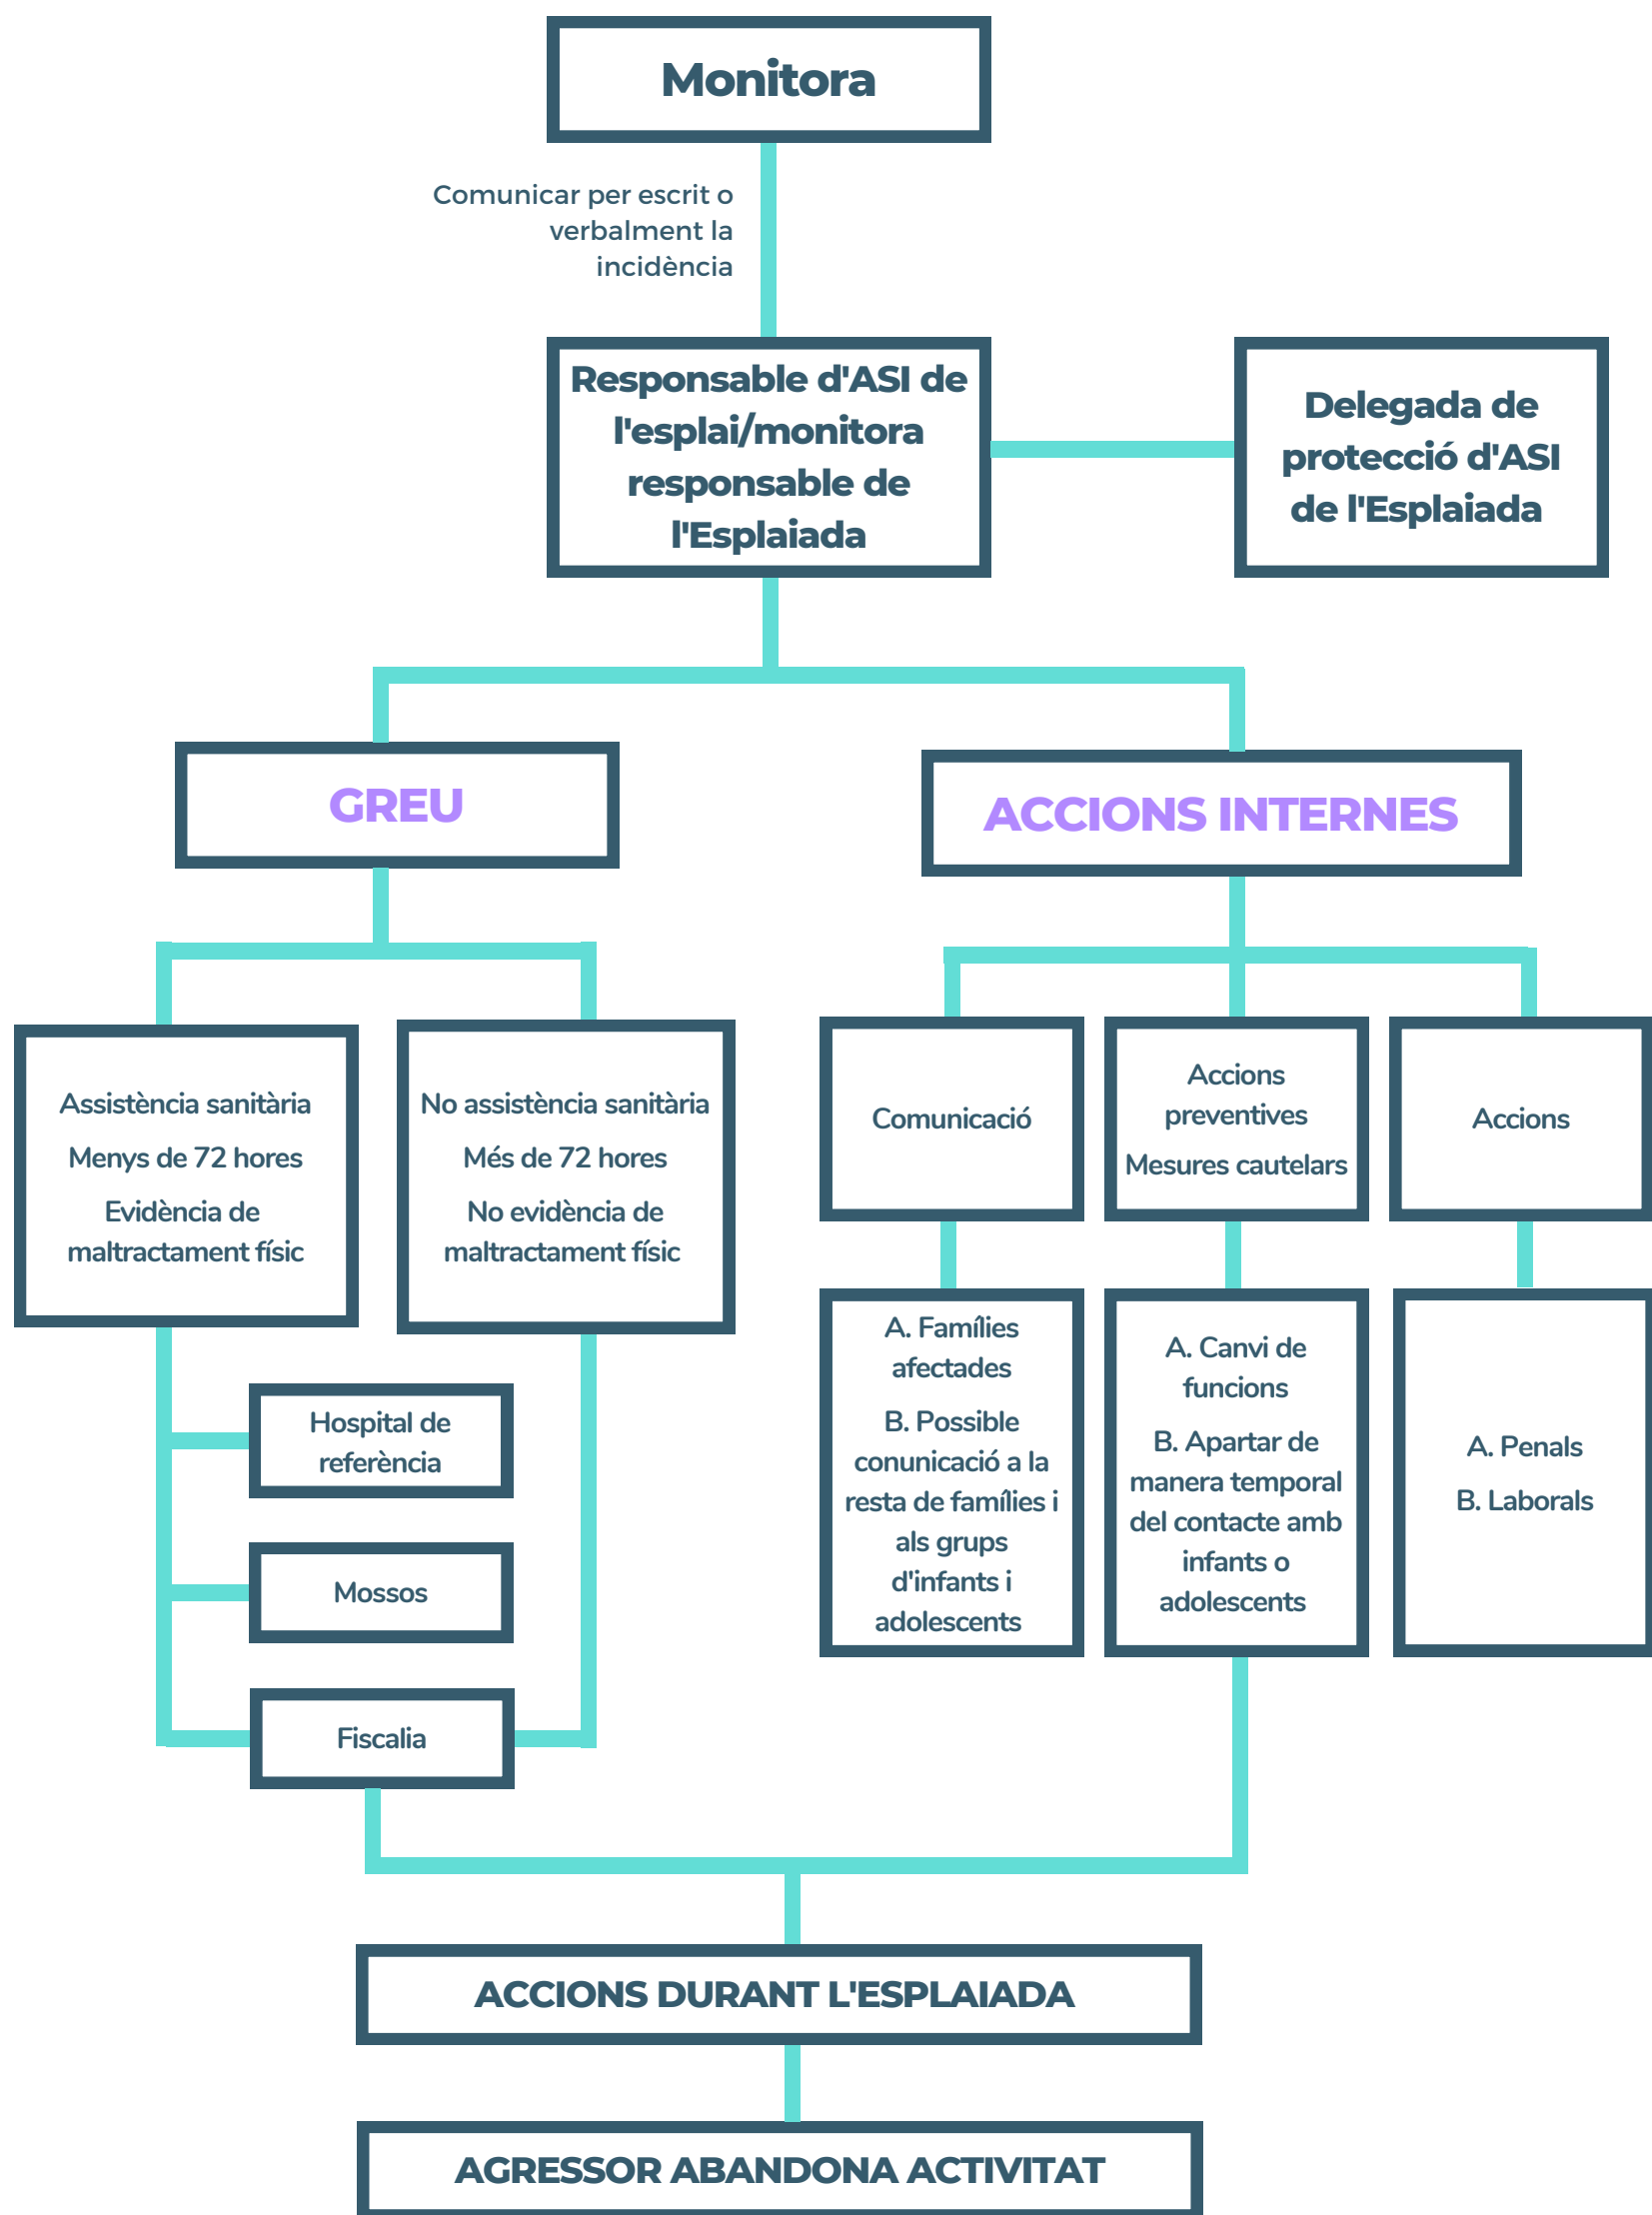 Monitora
Comunicar per escrit o
verbalment la
incidència
Responsable d'ASI de
l'esplai/monitora
responsable de
l'Esplaiada
Delegada de
protecció d'ASI
de l'Esplaiada
GREU
ACCIONS INTERNES
Assistència sanitària
Menys de 72 hores
Evidència de
maltractament físic
No assistència sanitària
Més de 72 hores
No evidència de
maltractament físic
Comunicació
Accions
preventives
Mesures cautelars
Accions
A. Famílies
afectades
B. Possible
conunicació a la
resta de famílies i
als grups
d'infants i
adolescents
A. Canvi de
funcions
B. Apartar de
manera temporal
del contacte amb
infants o
adolescents
A. Penals
B. Laborals
Hospital de
referència
Mossos
Fiscalia
ACCIONS DURANT L'ESPLAIADA
AGRESSOR ABANDONA ACTIVITAT